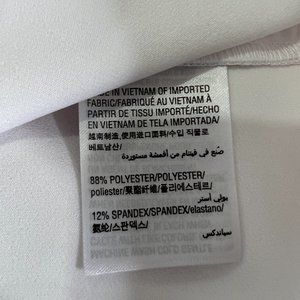 MADE IN VIETNAM OF IMPORTED
FABRIC/FABRIQUÉ AU VIETNAM À
PARTIR DE TISSU IMPORTÉ/HECHO
EN VIETNAM DE TELA IMPORTADA/
越南制造,使用进口面料/수입 직물로
베트남산/
صنع في فيتنام من أقمشة مستوردة
88% POLYESTER/POLYESTER/
poliester/聚酯纤维/폴리에스테르/
بولي أستر
12% SPANDEX/SPANDEX/elastano/
氨纶/스판덱스/
سباندكس